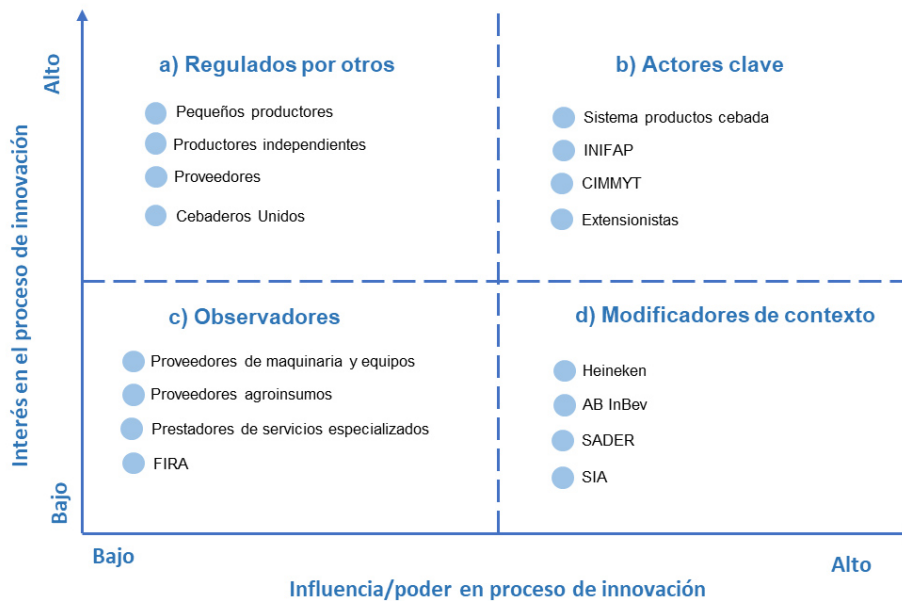 Alto
Interés en el proceso de innovación
Bajo
a) Regulados por otros
Pequeños productores
Productores independientes
Proveedores
Cebaderos Unidos
b) Actores clave
Sistema productos cebada
INIFAP
CIMMYT
Extensionistas
c) Observadores
Proveedores de maquinaria y equipos
Proveedores agroinsumos
Prestadores de servicios especializados
FIRA
d) Modificadores de contexto
Heineken
AB InBev
SADER
SIA
Bajo
Alto
Influencia/poder en proceso de innovación